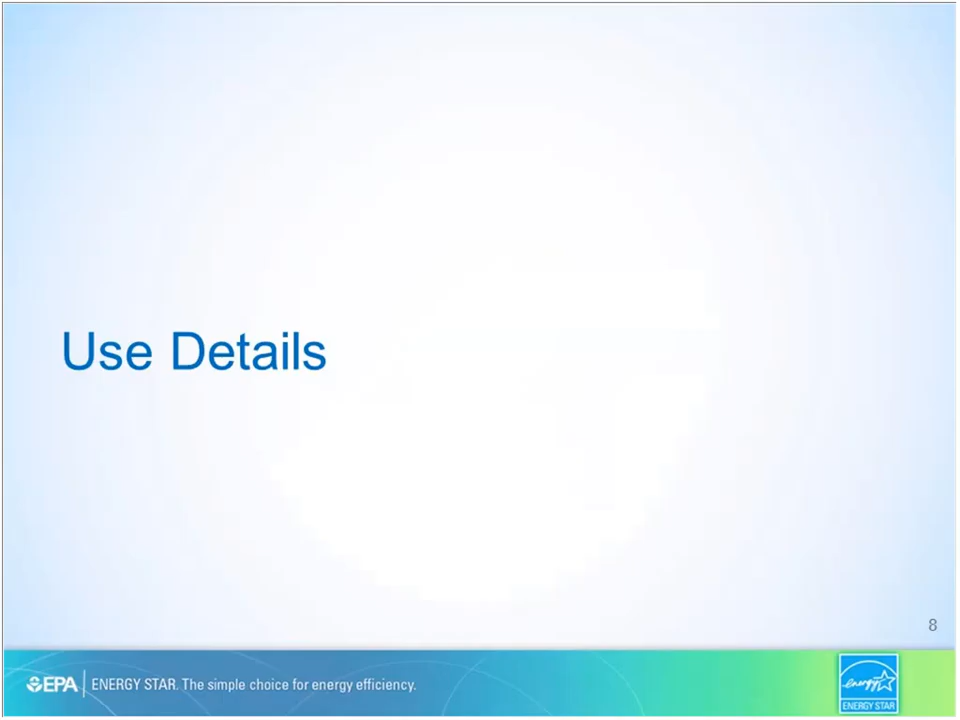 Use Details
8
EPA ENERGY STAR. The simple choice for energy efficiency.
energy
ENERGY STAR